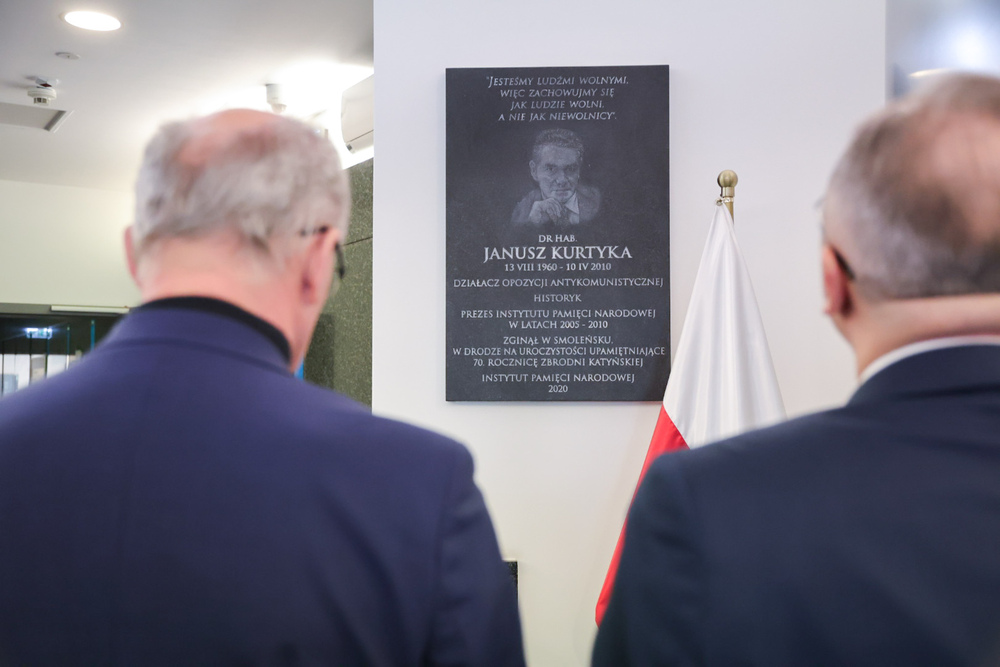 "JESTEŚMY LUDŹMI WOLNYMI,
WIĘC ZACHOWUJMY SIĘ
JAK LUDZIE WOLNI,
A NIE JAK NIEWOLNICY".
DR HAB.
JANUSZ KURTYKA
13 VIII 1960 - 10 IV 2010
DZIAŁACZ OPOZYCJI ANTYKOMUNISTYCZNEJ
HISTORYK
PREZES INSTYTUTU PAMIĘCI NARODOWEJ
W LATACH 2005 - 2010
ZGINĄŁ W SMOLEŃSKU,
W DRODZE NA UROCZYSTOŚCI UPAMIĘTNIAJĄCE
70. ROCZNICĘ ZBRODNI KATYŃSKIEJ
INSTYTUT PAMIĘCI NARODOWEJ
2020